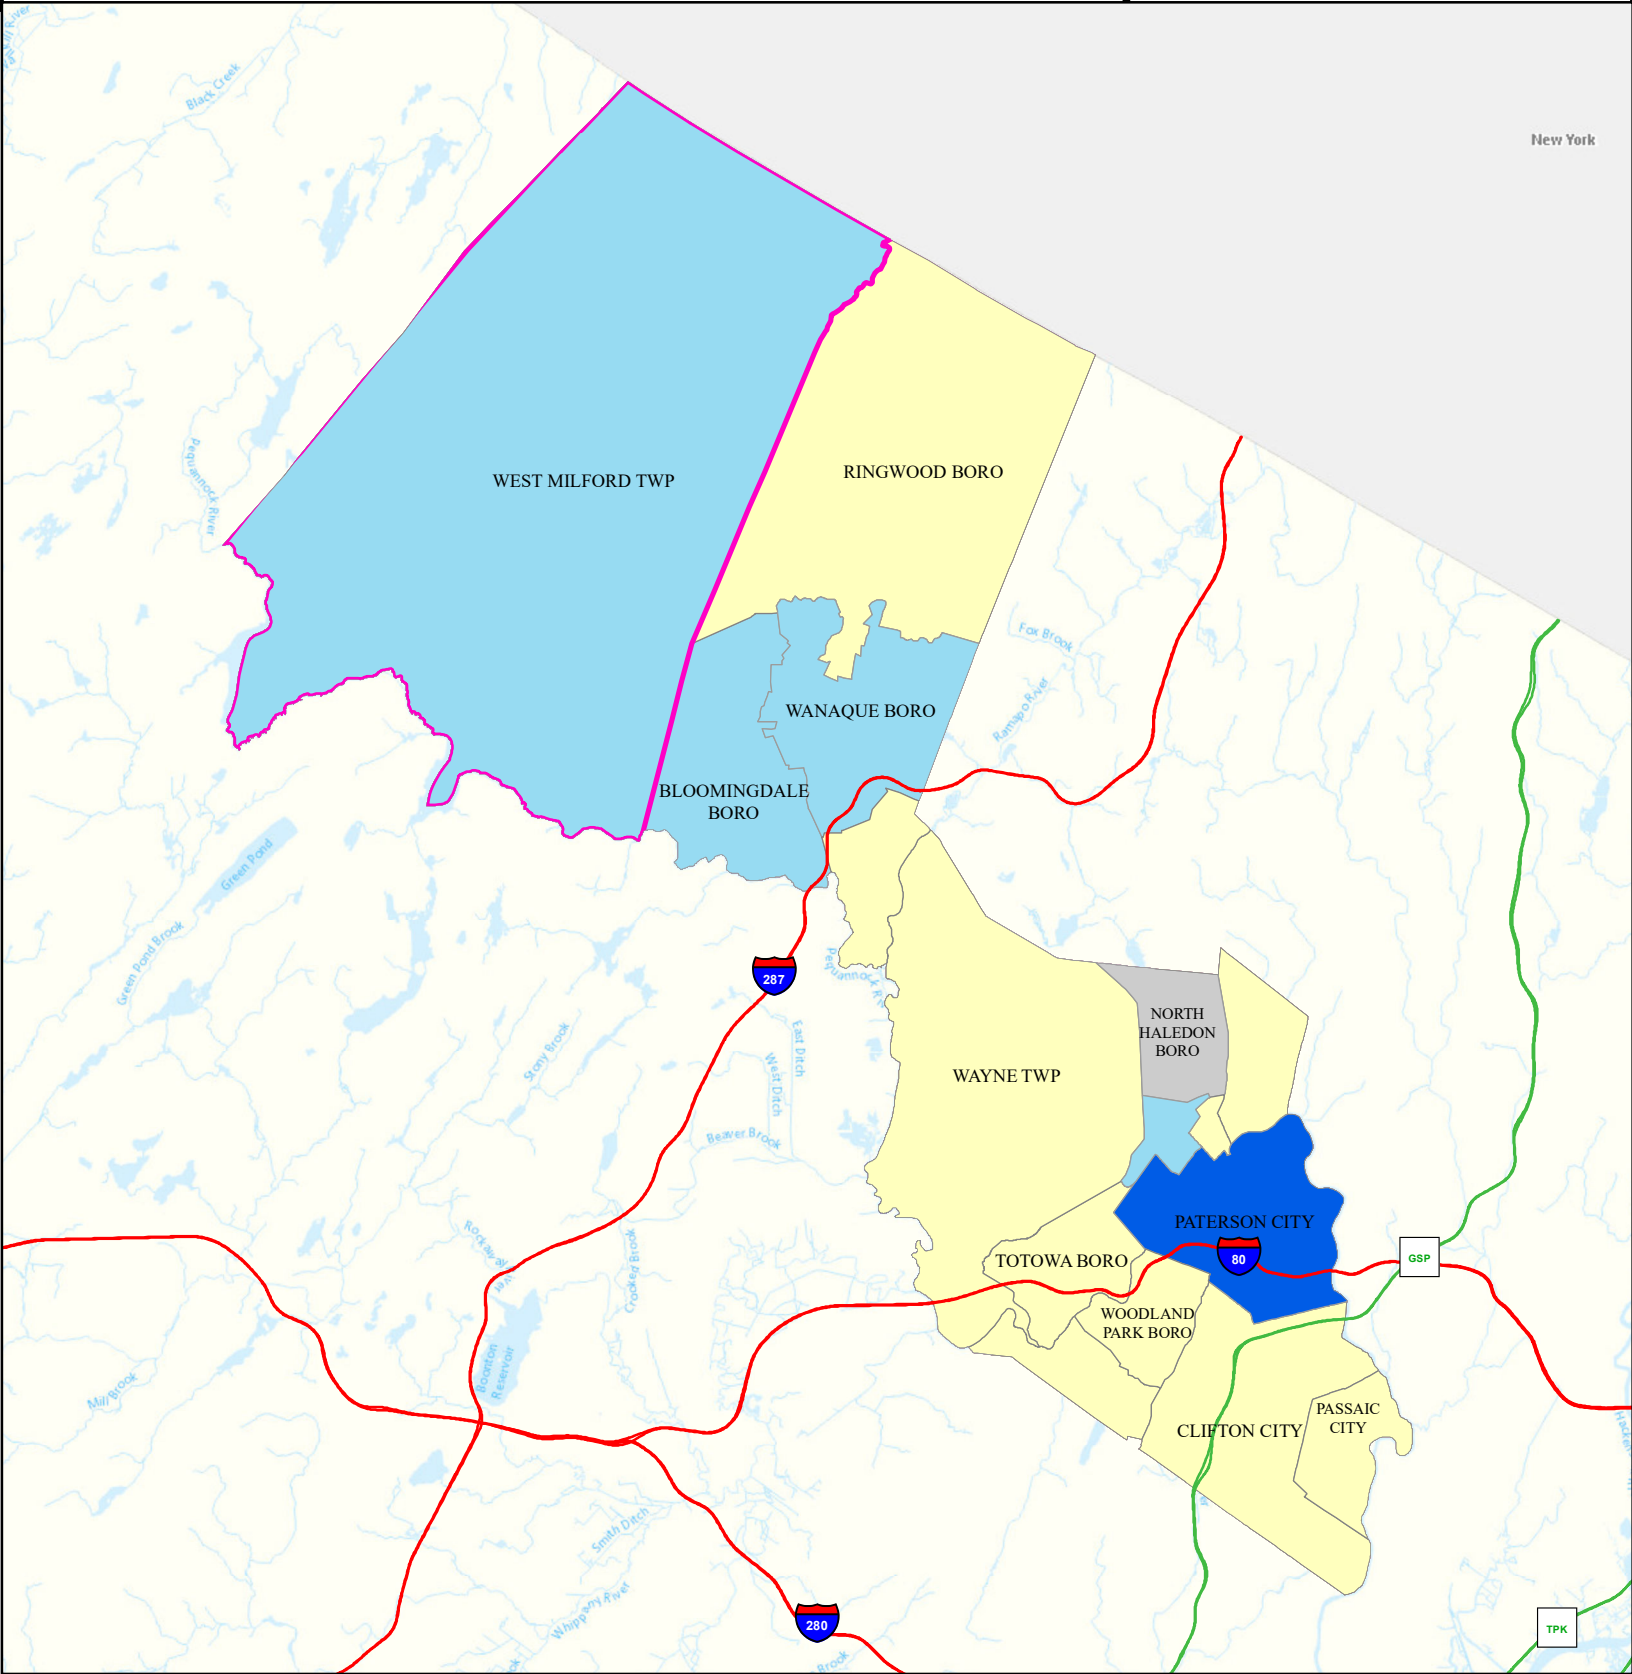 New York
Black Creek
Pequannock River
WEST MILFORD TWP
RINGWOOD BORO
Fox Brook
Ramapo River
WANAQUE BORO
BLOOMINGDALE
BORO
Green Pond
Green Pond Brook
287
Pequannock
East Ditch
West Ditch
Stony Brook
Beaver Brook
NORTH
HALEDON
BORO
WAYNE TWP
PATERSON CITY
TOTOWA BORO
80
GSP
Crooked Brook
WOODLAND
PARK BORO
Boonton
Reservoir
Mill Brook
PASSAIC
CITY
CLIFTON CITY
Smith Ditch
Whippany River
280
TPK
Brook